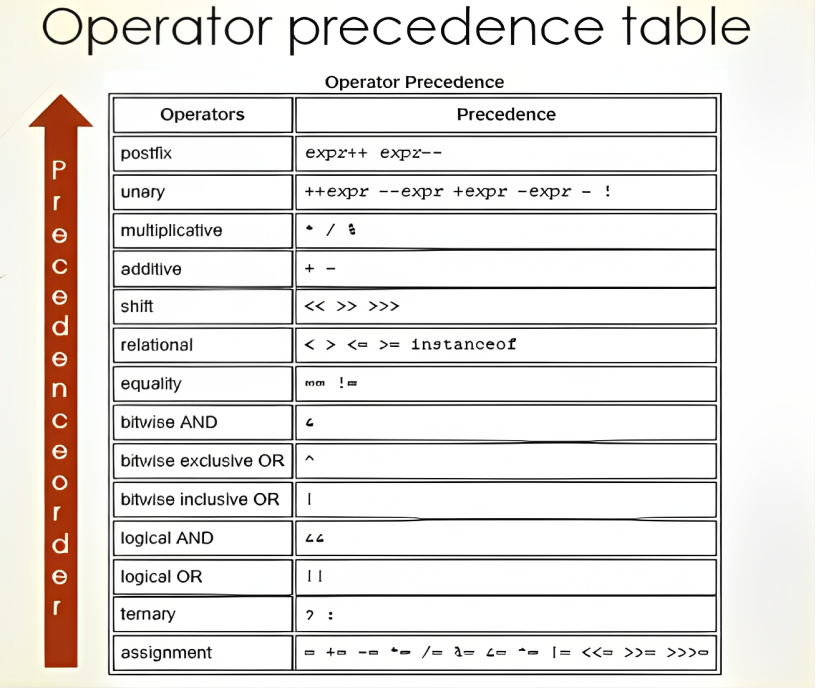 Operator precedence table
Operator Precedence
Precedence order
Operators Precedence
postfix expr++ expr--
unary ++expr --expr +expr -expr ~ !
multiplicative * / %
additive + -
shift << >> >>>
relational < > <= >= instanceof
equality == !=
bitwise AND &
bitwise exclusive OR ^
bitwise inclusive OR |
logical AND &&
logical OR ||
ternary ? :
assignment = += -= *= /= %= &= ^= |= <<= >>= >>>=